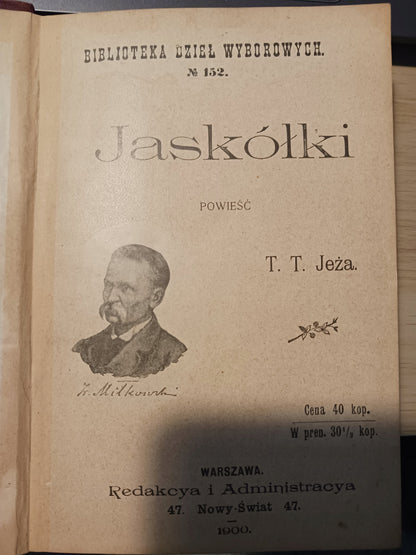 BIBLIOTEKA DZIEŁ WYBOROWYCH.
№ 152.
Jaskółki
POWIEŚĆ
T. T. Jeża.
Z. Miłkowski
Cena 40 kop.
W pren. 30¹/₂ kop.
WARSZAWA.
Redakcya i Administracya
47. Nowy-Świat 47.
1900.